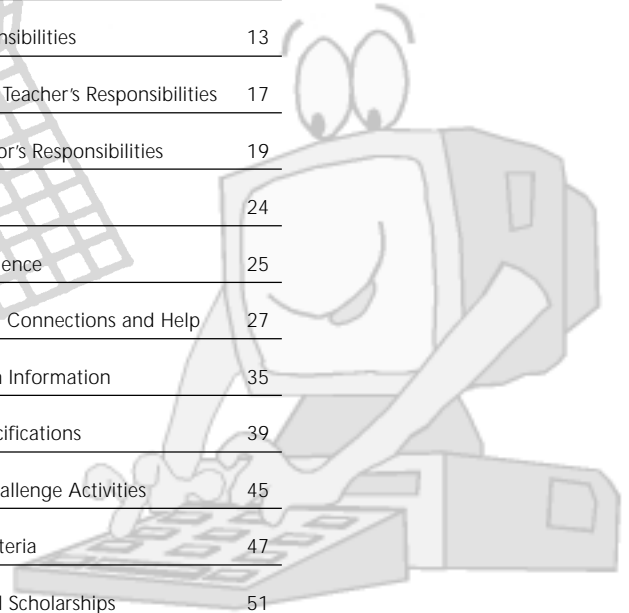 nsibilities 13
Teacher's Responsibilities 17
or's Responsibilities 19
24
ence 25
Connections and Help 27
n Information 35
cifications 39
allenge Activities 45
teria 47
d Scholarships 51